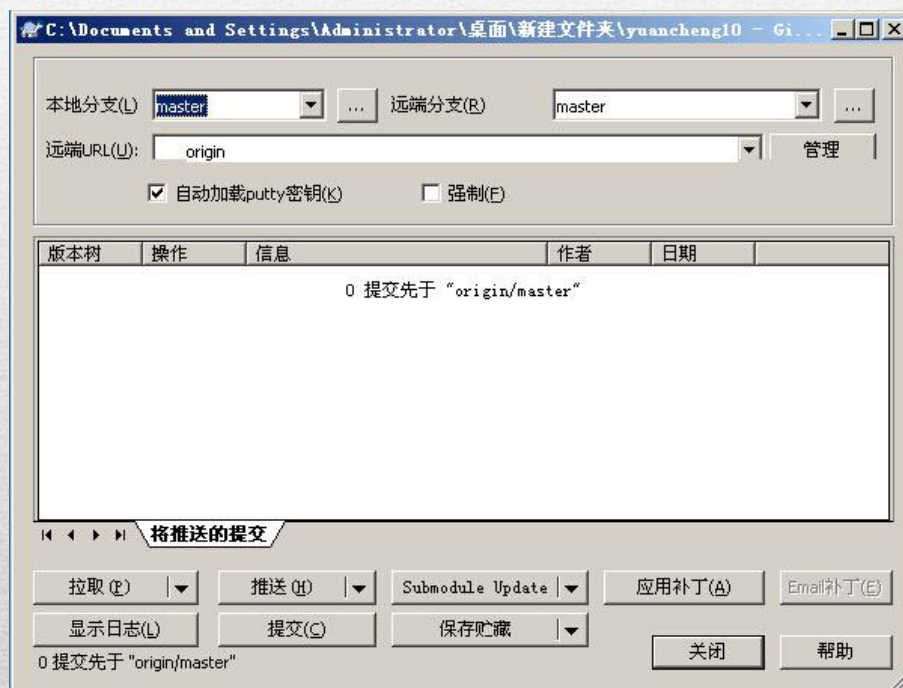 C:\Documents and Settings\Administrator\桌面\新建文件夹\yuancheng10 - Gi...
本地分支(L) master ... 远端分支(R) master ...
远端URL(U): origin 管理
自动加载putty密钥(K) 强制(F)
版本树 操作 信息 作者 日期
0 提交先于 "origin/master"
将推送的提交
拉取(P) 推送(H) Submodule Update 应用补丁(A) Email补丁(E)
显示日志(L) 提交(C) 保存贮藏
关闭 帮助
0 提交先于 "origin/master"